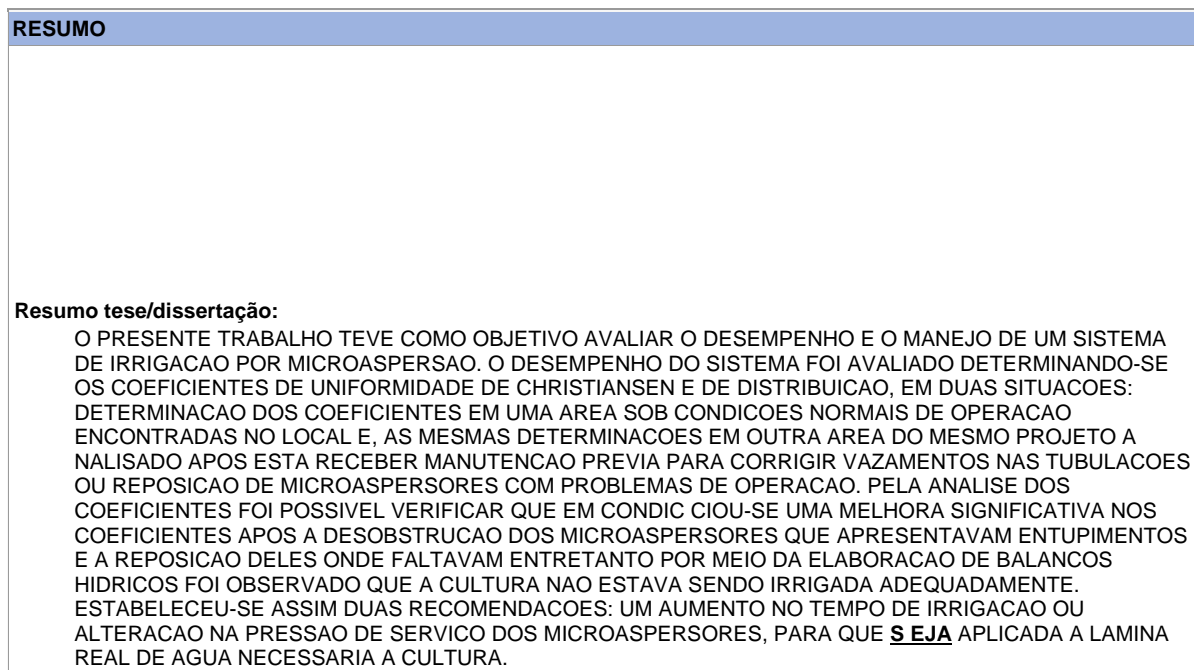 RESUMO
Resumo tese/dissertação:
O PRESENTE TRABALHO TEVE COMO OBJETIVO AVALIAR O DESEMPENHO E O MANEJO DE UM SISTEMA
DE IRRIGACAO POR MICROASPERSAO. O DESEMPENHO DO SISTEMA FOI AVALIADO DETERMINANDO-SE
OS COEFICIENTES DE UNIFORMIDADE DE CHRISTIANSEN E DE DISTRIBUICAO, EM DUAS SITUACOES:
DETERMINACAO DOS COEFICIENTES EM UMA AREA SOB CONDICOES NORMAIS DE OPERACAO
ENCONTRADAS NO LOCAL E, AS MESMAS DETERMINACOES EM OUTRA AREA DO MESMO PROJETO A
NALISADO APOS ESTA RECEBER MANUTENCAO PREVIA PARA CORRIGIR VAZAMENTOS NAS TUBULACOES
OU REPOSICAO DE MICROASPERSORES COM PROBLEMAS DE OPERACAO. PELA ANALISE DOS
COEFICIENTES FOI POSSIVEL VERIFICAR QUE EM CONDIC CIOU-SE UMA MELHORA SIGNIFICATIVA NOS
COEFICIENTES APOS A DESOBSTRUCAO DOS MICROASPERSORES QUE APRESENTAVAM ENTUPIMENTOS
E A REPOSICAO DELES ONDE FALTAVAM ENTRETANTO POR MEIO DA ELABORACAO DE BALANCOS
HIDRICOS FOI OBSERVADO QUE A CULTURA NAO ESTAVA SENDO IRRIGADA ADEQUADAMENTE.
ESTABELECEU-SE ASSIM DUAS RECOMENDACOES: UM AUMENTO NO TEMPO DE IRRIGACAO OU
ALTERACAO NA PRESSAO DE SERVICO DOS MICROASPERSORES, PARA QUE S EJA APLICADA A LAMINA
REAL DE AGUA NECESSARIA A CULTURA.